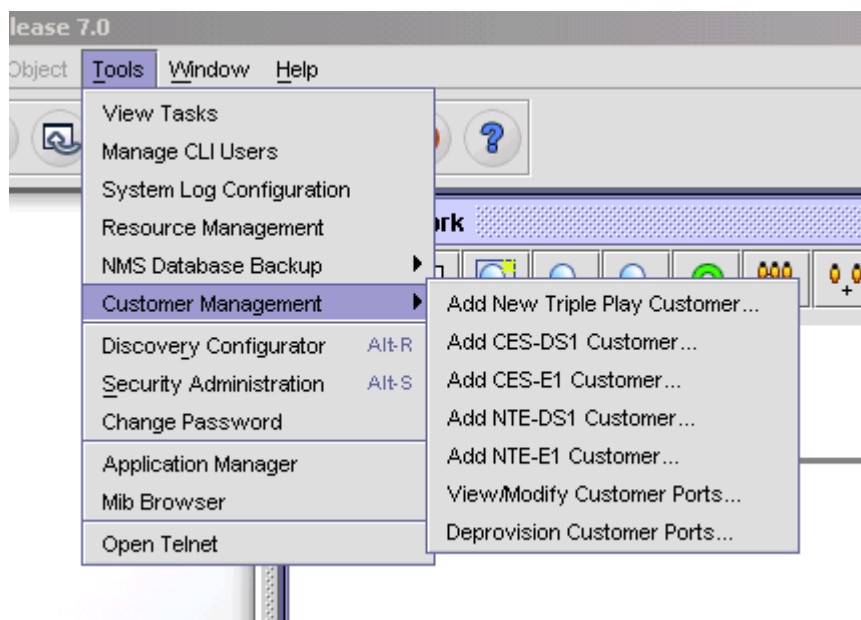 lease 7.0
Object Tools Window Help
View Tasks
Manage CLI Users
System Log Configuration
Resource Management
NMS Database Backup
Customer Management
Discovery Configurator Alt-R
Security Administration Alt-S
Change Password
Application Manager
Mib Browser
Open Telnet
ork
Add New Triple Play Customer...
Add CES-DS1 Customer...
Add CES-E1 Customer...
Add NTE-DS1 Customer...
Add NTE-E1 Customer...
View/Modify Customer Ports...
Deprovision Customer Ports...